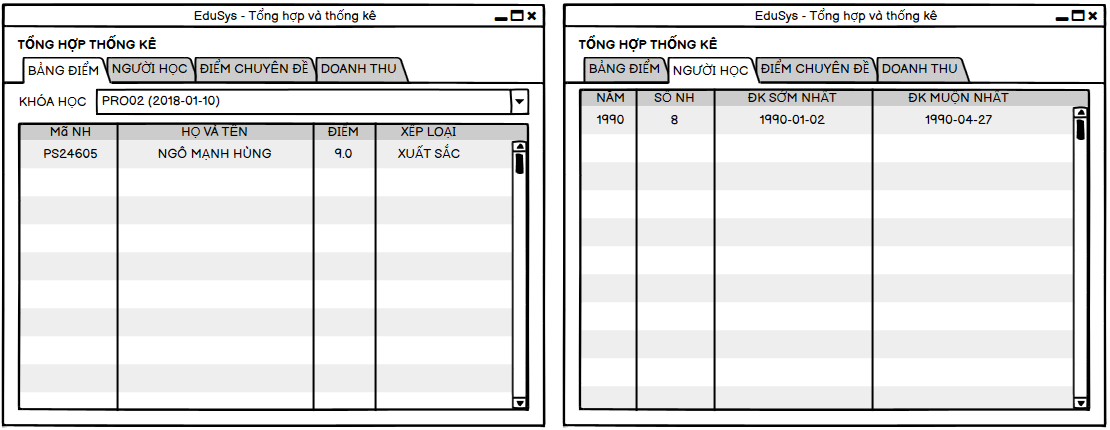 EduSys - Tổng hợp và thống kê
TỔNG HỢP THỐNG KÊ
BẢNG ĐIỂM NGƯỜI HỌC ĐIỂM CHUYÊN ĐỀ DOANH THU
KHÓA HỌC PRO02 (2018-01-10)
Mã NH HỌ VÀ TÊN ĐIỂM XẾP LOẠI
PS24605 NGÔ MẠNH HÙNG 9.0 XUẤT SẮC
EduSys - Tổng hợp và thống kê
TỔNG HỢP THỐNG KÊ
BẢNG ĐIỂM NGƯỜI HỌC ĐIỂM CHUYÊN ĐỀ DOANH THU
NĂM SỐ NH ĐK SỚM NHẤT ĐK MUỘN NHẤT
1990 8 1990-01-02 1990-04-27